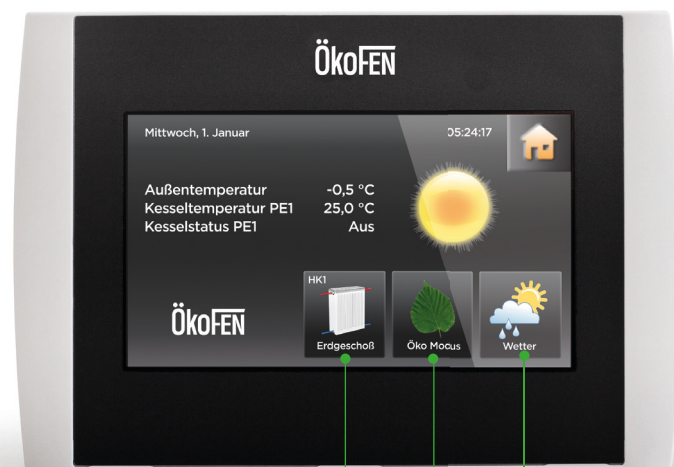 ÖkoFEN
Mittwoch, 1. Januar
05:24:17
Außentemperatur -0,5 °C
Kesseltemperatur PE1 25,0 °C
Kesselstatus PE1 Aus
HK1
ÖkoFEN
Erdgeschoß
Öko Modus
Wetter